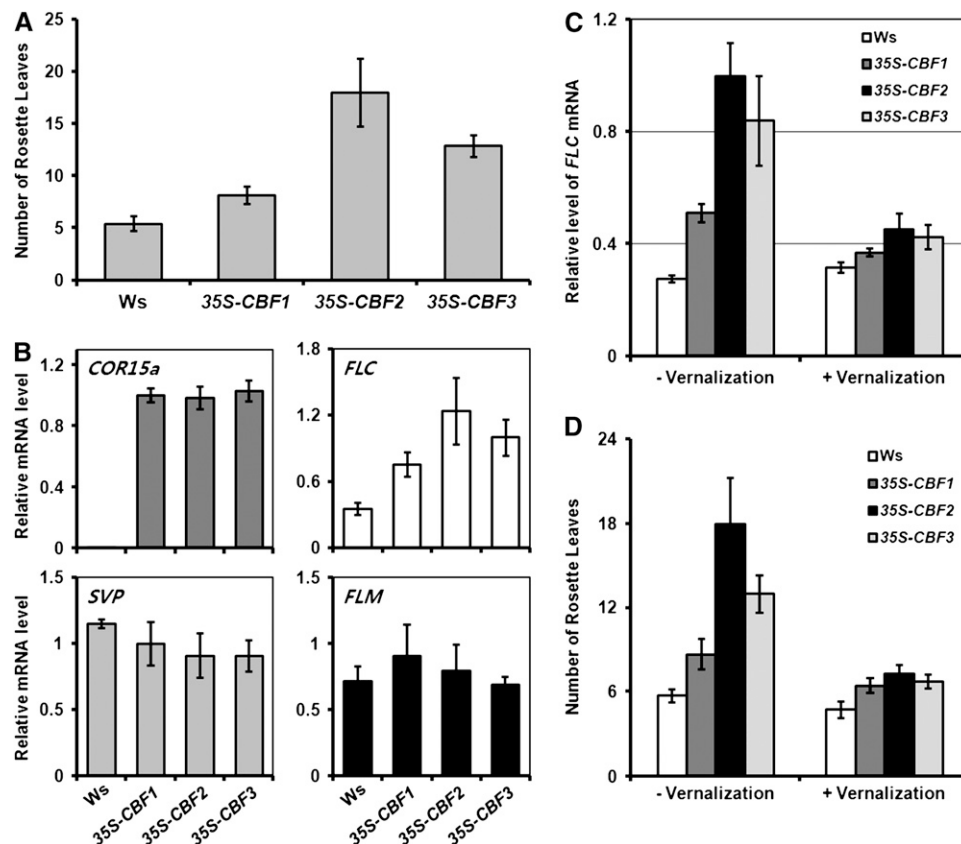 A
Number of Rosette Leaves
25
20
15
10
5
0
Ws 35S-CBF1 35S-CBF2 35S-CBF3
B
COR15a
Relative mRNA level
1.2
0.8
0.4
0
FLC
1.8
1.2
0.6
0
SVP
Relative mRNA level
1.5
1
0.5
0
Ws 35S-CBF1 35S-CBF2 35S-CBF3
FLM
1.5
1
0.5
0
Ws 35S-CBF1 35S-CBF2 35S-CBF3
C
Relative level of FLC mRNA
1.2
0.8
0.4
0
Ws
35S-CBF1
35S-CBF2
35S-CBF3
- Vernalization + Vernalization
D
Number of Rosette Leaves
24
18
12
6
0
Ws
35S-CBF1
35S-CBF2
35S-CBF3
- Vernalization + Vernalization